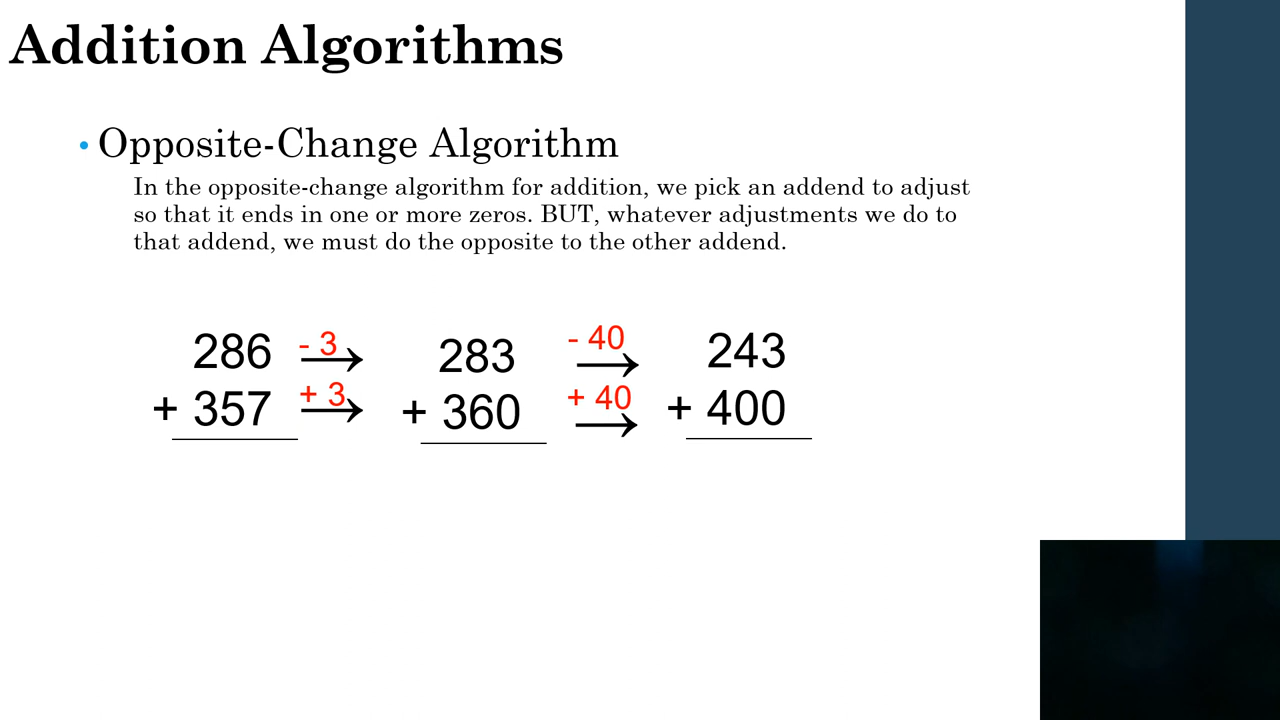 Addition Algorithms
• Opposite-Change Algorithm
In the opposite-change algorithm for addition, we pick an addend to adjust
so that it ends in one or more zeros. BUT, whatever adjustments we do to
that addend, we must do the opposite to the other addend.
286 - 3 → 283 - 40 → 243
+ 357 + 3 → + 360 + 40 → + 400